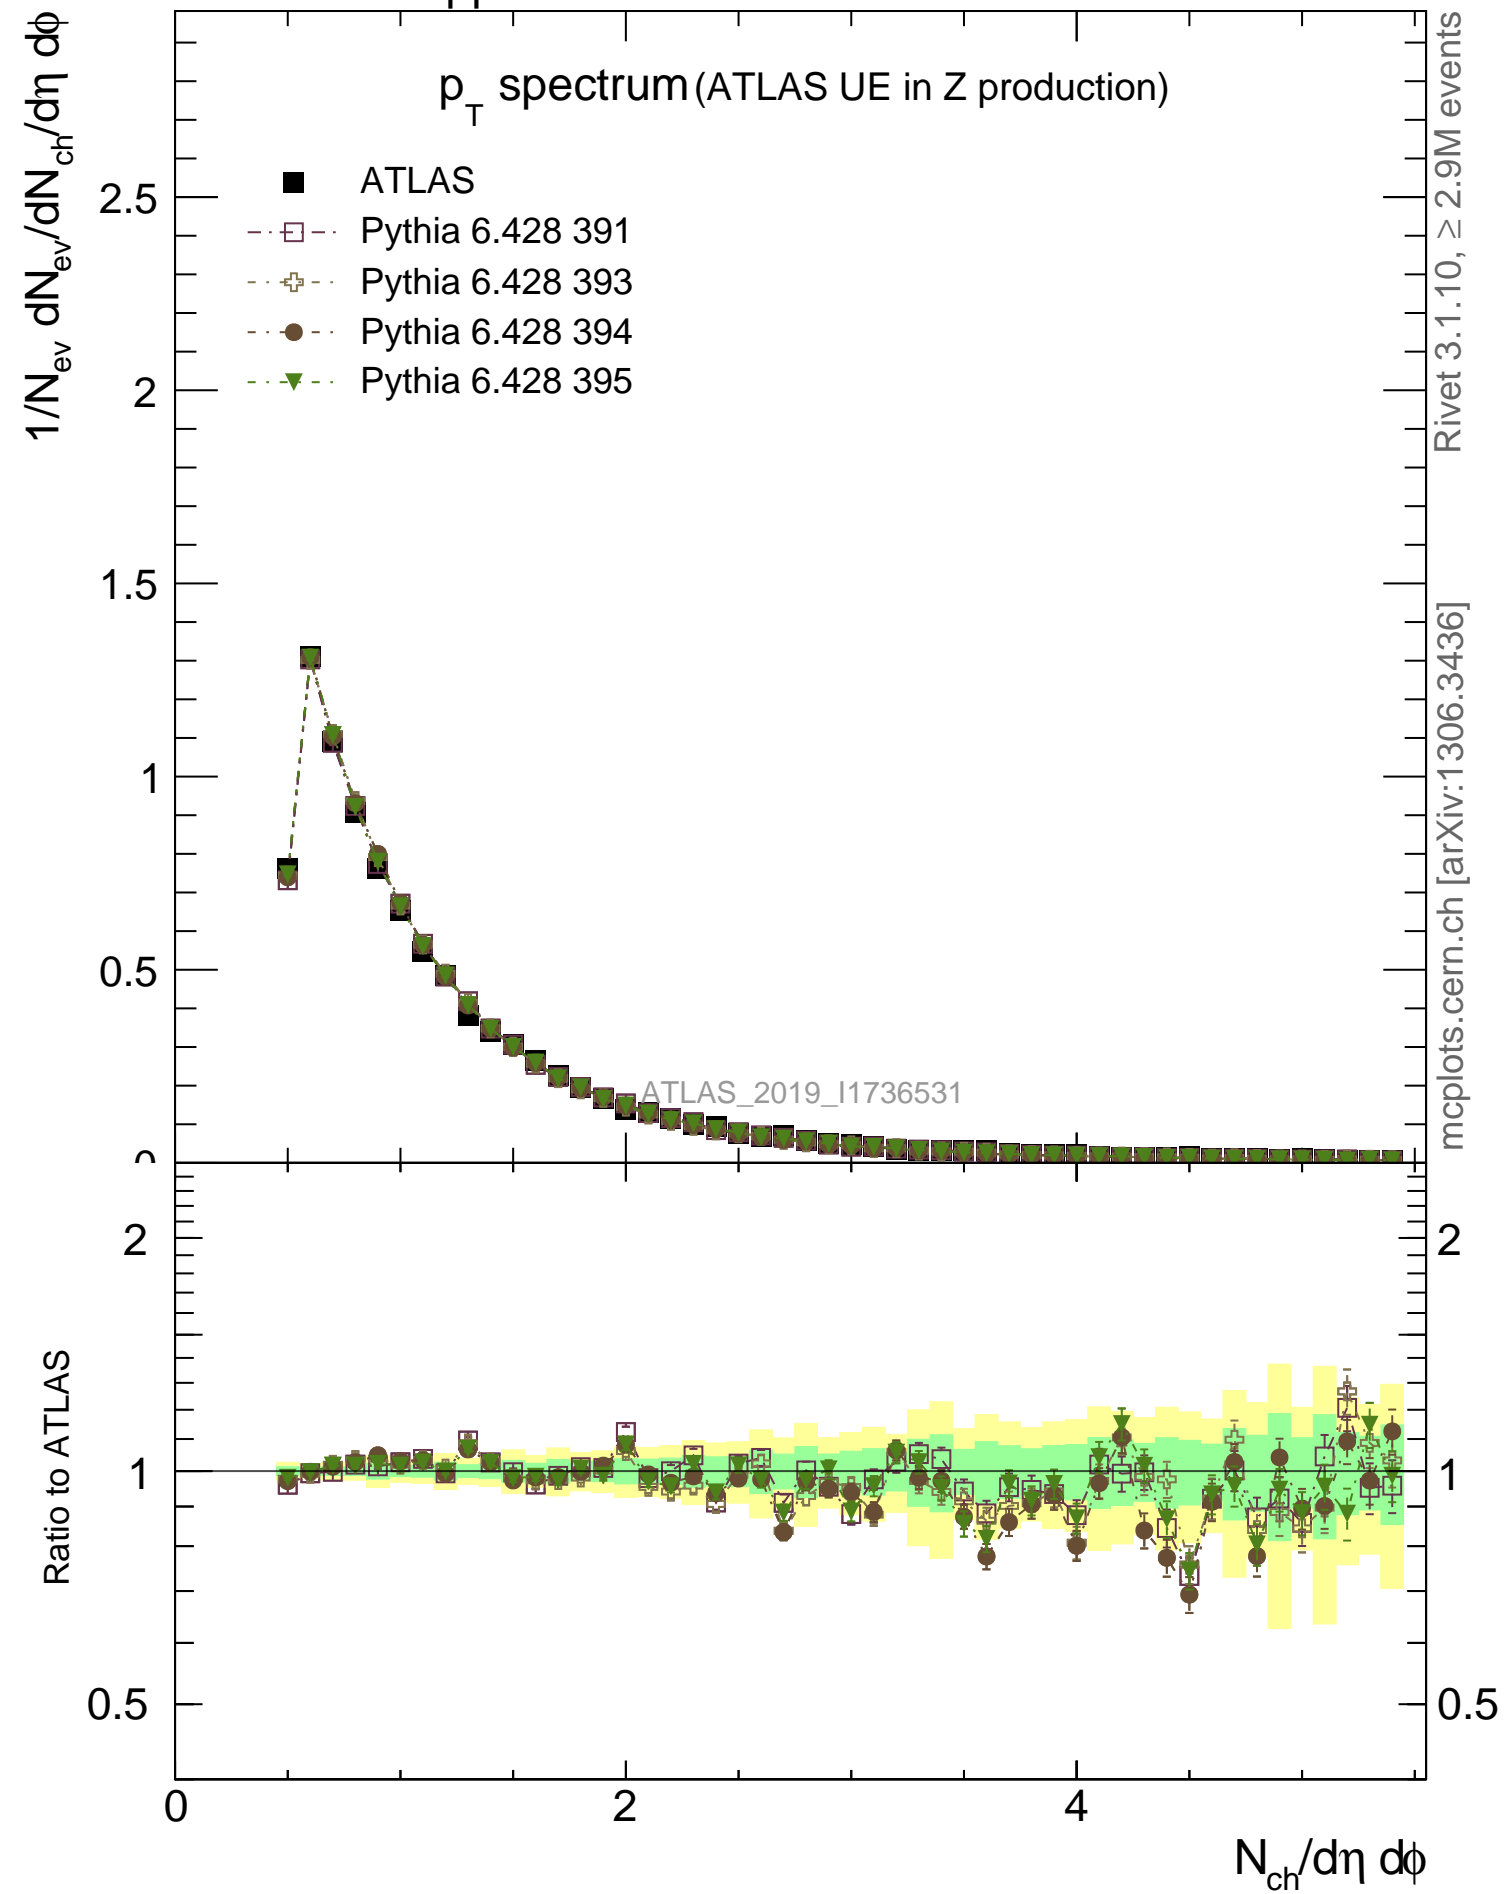 p_T spectrum (ATLAS UE in Z production)
1/N_ev dN_ev/dN_ch/dη dϕ
ATLAS
Pythia 6.428 391
Pythia 6.428 393
Pythia 6.428 394
Pythia 6.428 395
2.5
2
1.5
1
0.5
0
ATLAS_2019_I1736531
Rivet 3.1.10, ≥ 2.9M events
mcplots.cern.ch [arXiv:1306.3436]
Ratio to ATLAS
2
1
0.5
2
1
0.5
0
2
4
N_ch/dη dϕ